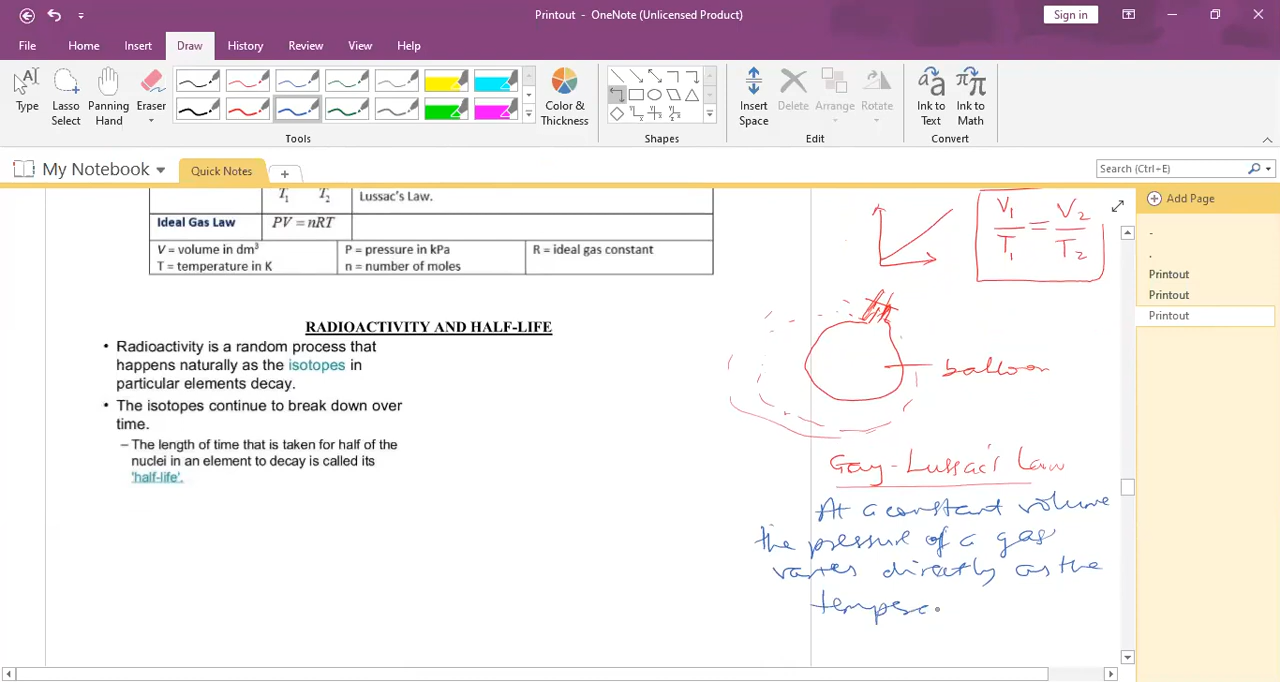 Printout - OneNote (Unlicensed Product)
Sign in
File Home Insert Draw History Review View Help
Type
Lasso Select
Panning Hand
Eraser
Color & Thickness
Insert Space
Delete
Arrange
Rotate
Ink to Text
Ink to Math
Tools
Shapes
Edit
Convert
My Notebook
Quick Notes
Search (Ctrl+E)
Add Page
-
.
Printout
Printout
Printout
T₁ T₂ Lussac's Law.
Ideal Gas Law PV = nRT
V = volume in dm³ P = pressure in kPa R = ideal gas constant
T = temperature in K n = number of moles
RADIOACTIVITY AND HALF-LIFE
• Radioactivity is a random process that
happens naturally as the isotopes in
particular elements decay.
• The isotopes continue to break down over
time.
– The length of time that is taken for half of the
nuclei in an element to decay is called its
'half-life'.
V₁ = V₂
T₁ T₂
balloon
Gay-Lussac's Law
At a constant volume
the pressure of a gas
varies directly as the
temperc